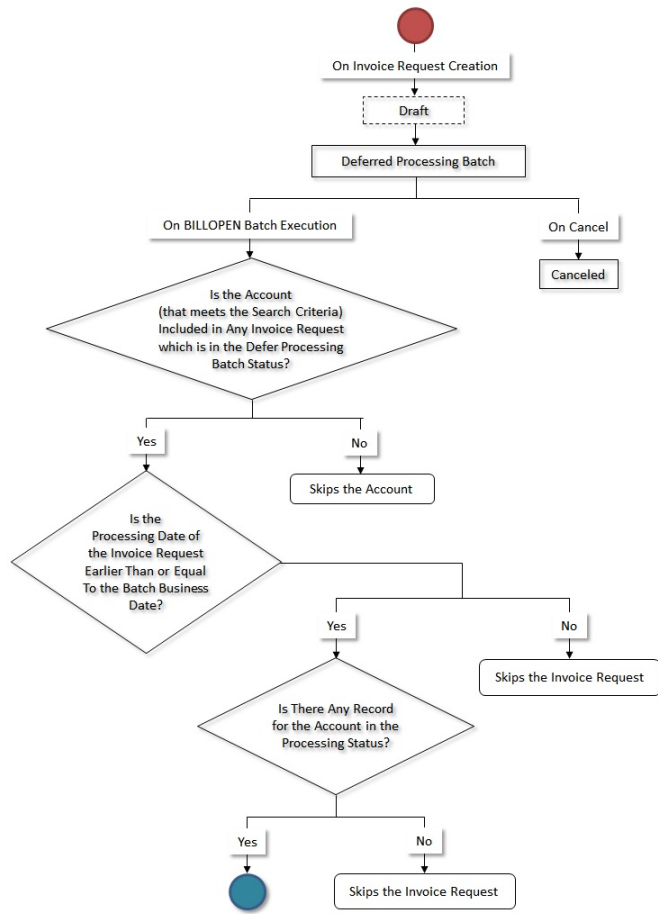 On Invoice Request Creation
Draft
Deferred Processing Batch
On BILLOPEN Batch Execution
On Cancel
Canceled
Is the Account
(that meets the Search Criteria)
Included in Any Invoice Request
which is in the Defer Processing
Batch Status?
Yes
No
Skips the Account
Is the
Processing Date of
the Invoice Request
Earlier Than or Equal
To the Batch Business
Date?
Yes
No
Skips the Invoice Request
Is There Any Record
for the Account in the
Processing Status?
Yes
No
Skips the Invoice Request